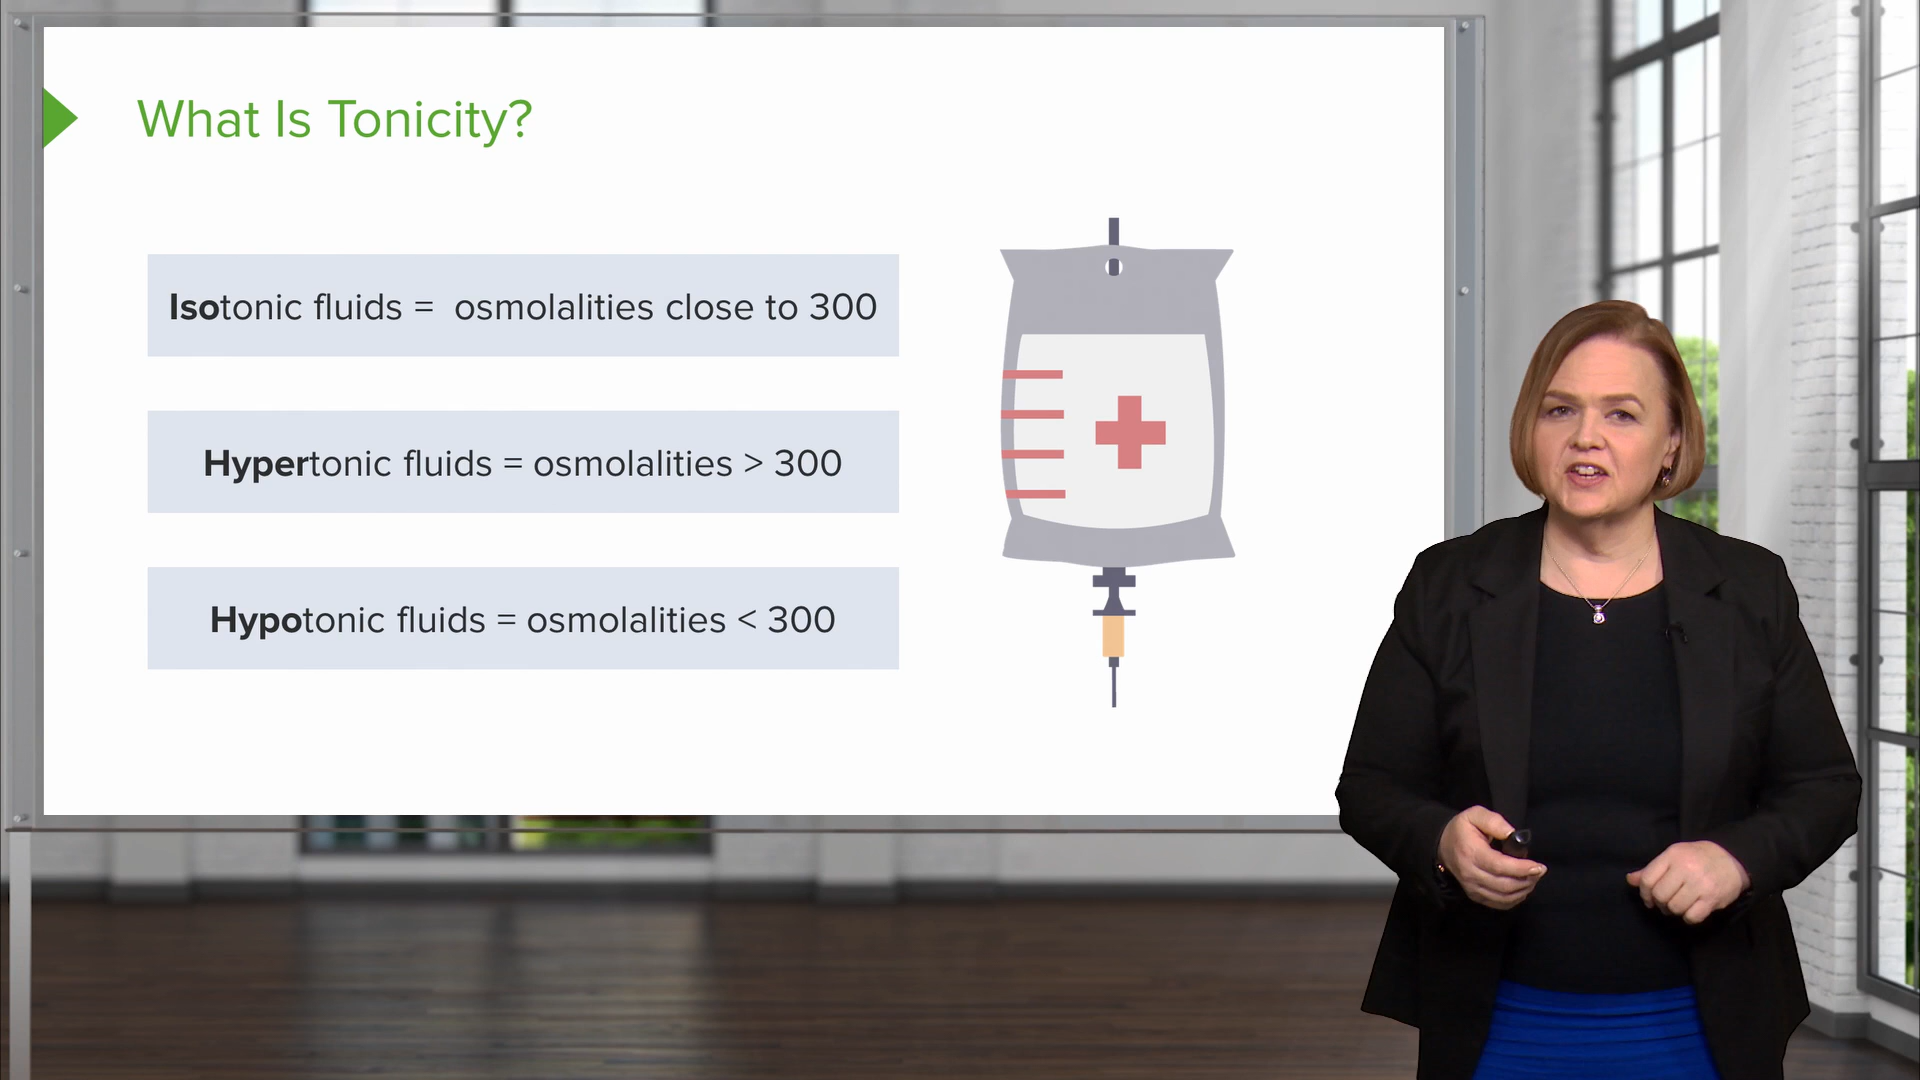 What Is Tonicity?
Isotonic fluids = osmolalities close to 300
Hypertonic fluids = osmolalities > 300
Hypotonic fluids = osmolalities < 300